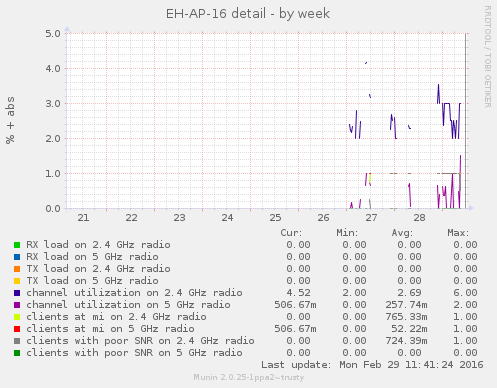 EH-AP-16 detail - by week
RRDTOOL / TOBI OETIKER
% + abs
5.0
4.0
3.0
2.0
1.0
0.0
21 22 23 24 25 26 27 28
Cur: Min: Avg: Max:
RX load on 2.4 GHz radio 0.00 0.00 0.00 0.00
RX load on 5 GHz radio 0.00 0.00 0.00 0.00
TX load on 2.4 GHz radio 0.00 0.00 0.00 0.00
TX load on 5 GHz radio 0.00 0.00 0.00 0.00
channel utilization on 2.4 GHz radio 4.52 2.00 2.69 6.00
channel utilization on 5 GHz radio 506.67m 0.00 257.74m 2.00
clients at mi on 2.4 GHz radio 0.00 0.00 765.33m 1.00
clients at mi on 5 GHz radio 506.67m 0.00 52.22m 1.00
clients with poor SNR on 2.4 GHz radio 0.00 0.00 724.39m 1.00
clients with poor SNR on 5 GHz radio 0.00 0.00 0.00 0.00
Last update: Mon Feb 29 11:41:24 2016
Munin 2.0.25-1ppa2~trusty